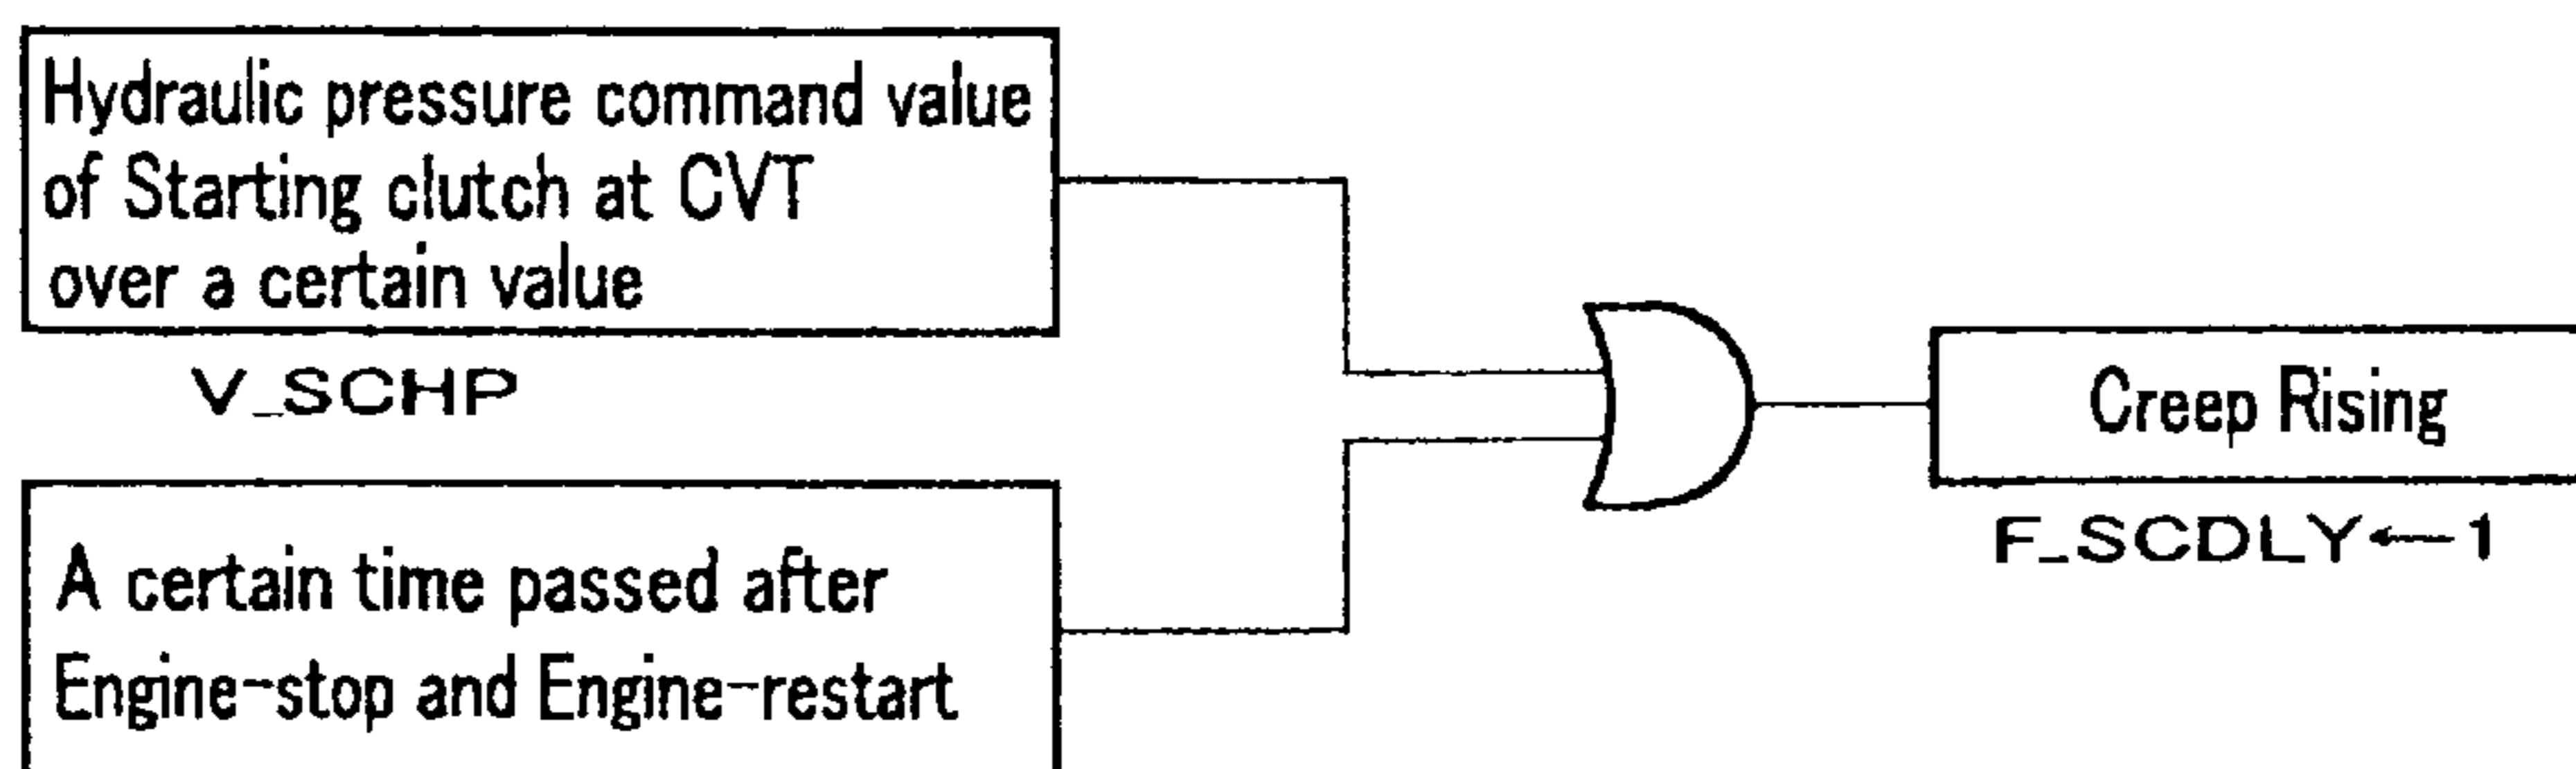 Hydraulic pressure command value
of Starting clutch at CVT
over a certain value
V_SCHP
A certain time passed after
Engine-stop and Engine-restart
Creep Rising
F_SCDLY←1